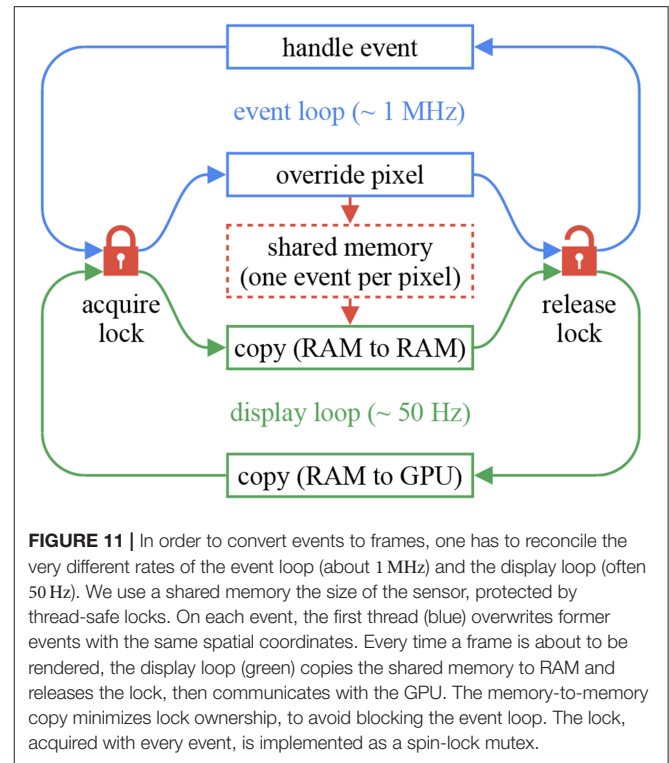 handle event
event loop (~ 1 MHz)
override pixel
shared memory
(one event per pixel)
acquire
lock
release
lock
copy (RAM to RAM)
display loop (~ 50 Hz)
copy (RAM to GPU)
FIGURE 11 | In order to convert events to frames, one has to reconcile the
very different rates of the event loop (about 1 MHz) and the display loop (often
50 Hz). We use a shared memory the size of the sensor, protected by
thread-safe locks. On each event, the first thread (blue) overwrites former
events with the same spatial coordinates. Every time a frame is about to be
rendered, the display loop (green) copies the shared memory to RAM and
releases the lock, then communicates with the GPU. The memory-to-memory
copy minimizes lock ownership, to avoid blocking the event loop. The lock,
acquired with every event, is implemented as a spin-lock mutex.